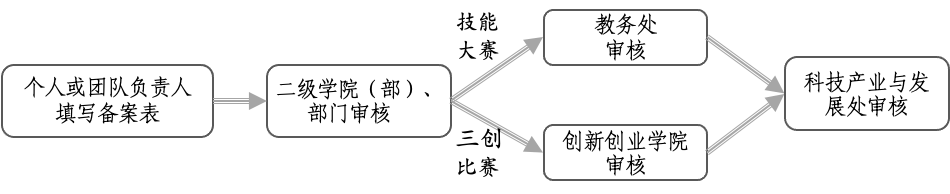 个人或团队负责人
填写备案表
二级学院（部）、
部门审核
技能
大赛
三创
比赛
教务处
审核
创新创业学院
审核
科技产业与发
展处审核